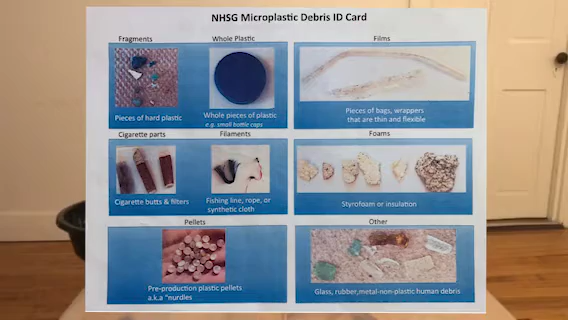 NHSG Microplastic Debris ID Card
Fragments
Whole Plastic
Films
Pieces of hard plastic
Whole pieces of plastic
e.g. small bottle caps
Pieces of bags, wrappers
that are thin and flexible
Cigarette parts
Filaments
Foams
Cigarette butts & filters
Fishing line, rope, or
synthetic cloth
Styrofoam or insulation
Pellets
Other
Pre-production plastic pellets
a.k.a "nurdles
Glass, rubber,metal-non-plastic human debris